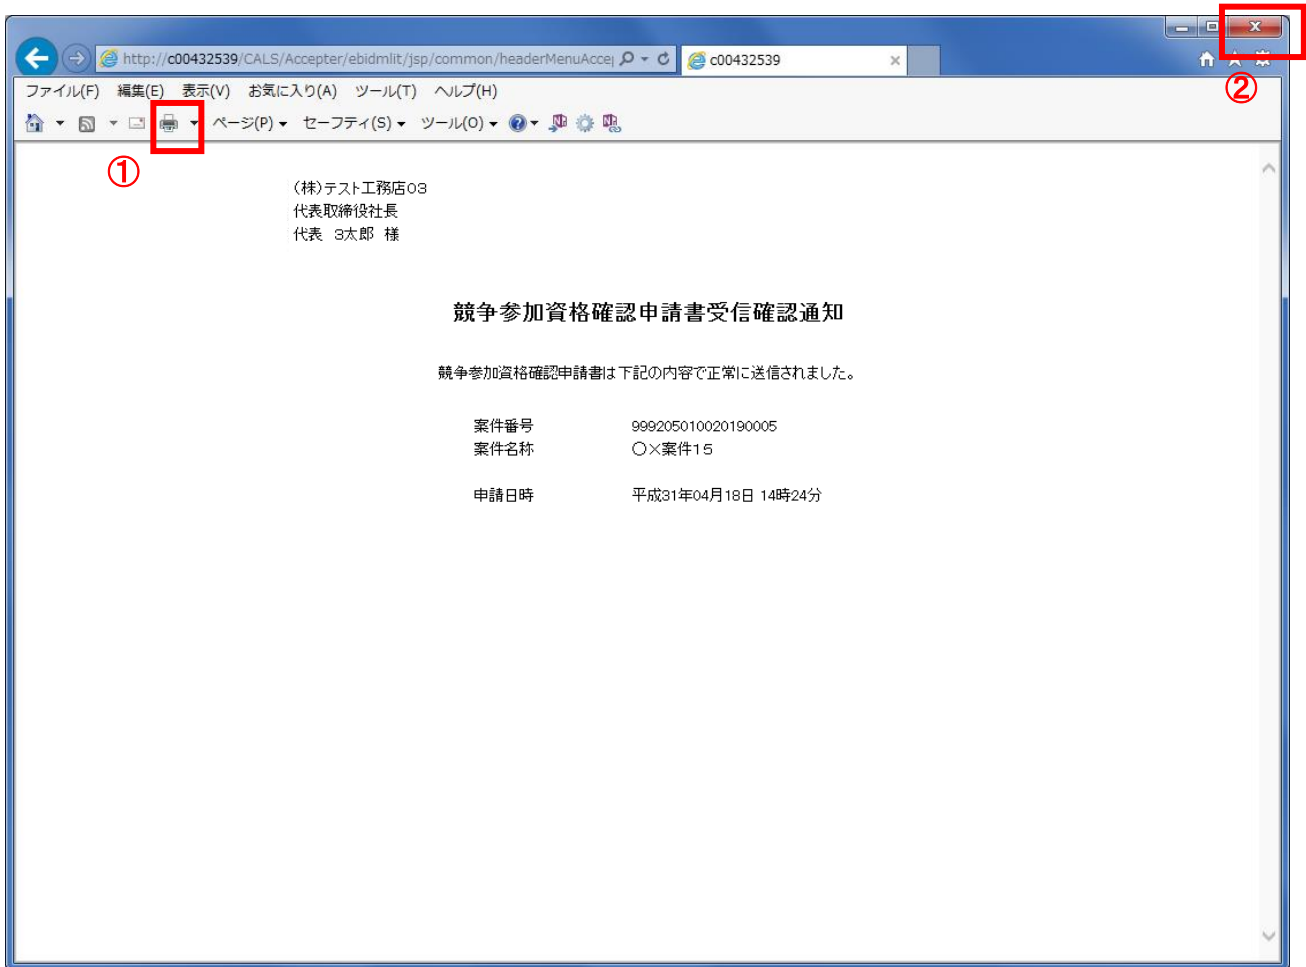 http://c00432539/CALS/Accepter/ebidmlit/jsp/common/headerMenuAccep
c00432539
②
ファイル(F) 編集(E) 表示(V) お気に入り(A) ツール(T) ヘルプ(H)
ページ(P) セーフティ(S) ツール(O)
①
(株)テスト工務店03
代表取締役社長
代表 3太郎 様
競争参加資格確認申請書受信確認通知
競争参加資格確認申請書は下記の内容で正常に送信されました。
案件番号 999205010020190005
案件名称 ○×案件15
申請日時 平成31年04月18日 14時24分